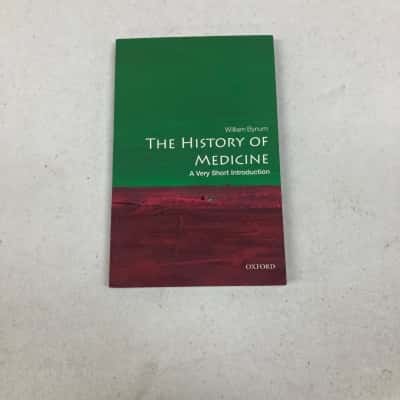 William Bynum
THE HISTORY OF
MEDICINE
A Very Short Introduction
OXFORD